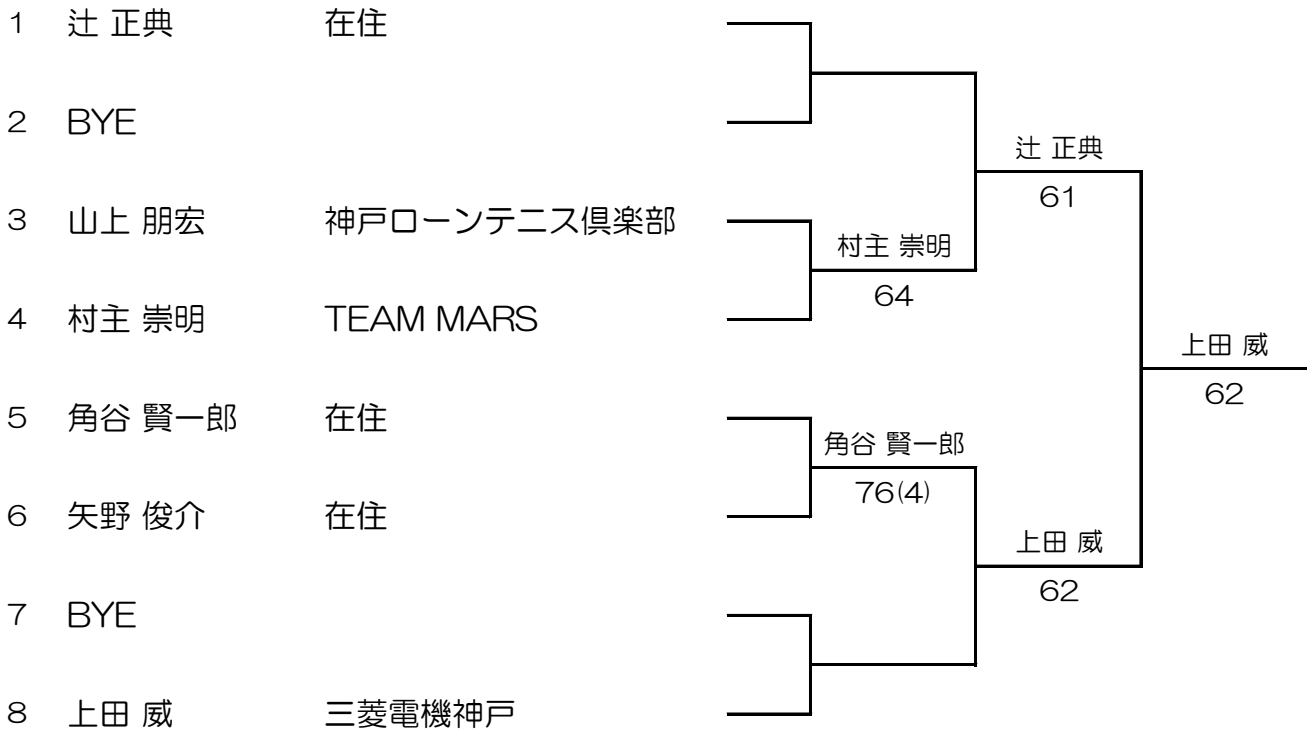 1 辻 正典 在住
2 BYE
辻 正典
61
3 山上 朋宏 神戸ローンテニス倶楽部
村主 崇明
64
4 村主 崇明 TEAM MARS
上田 威
62
5 角谷 賢一郎 在住
角谷 賢一郎
76(4)
6 矢野 俊介 在住
上田 威
62
7 BYE
8 上田 威 三菱電機神戸